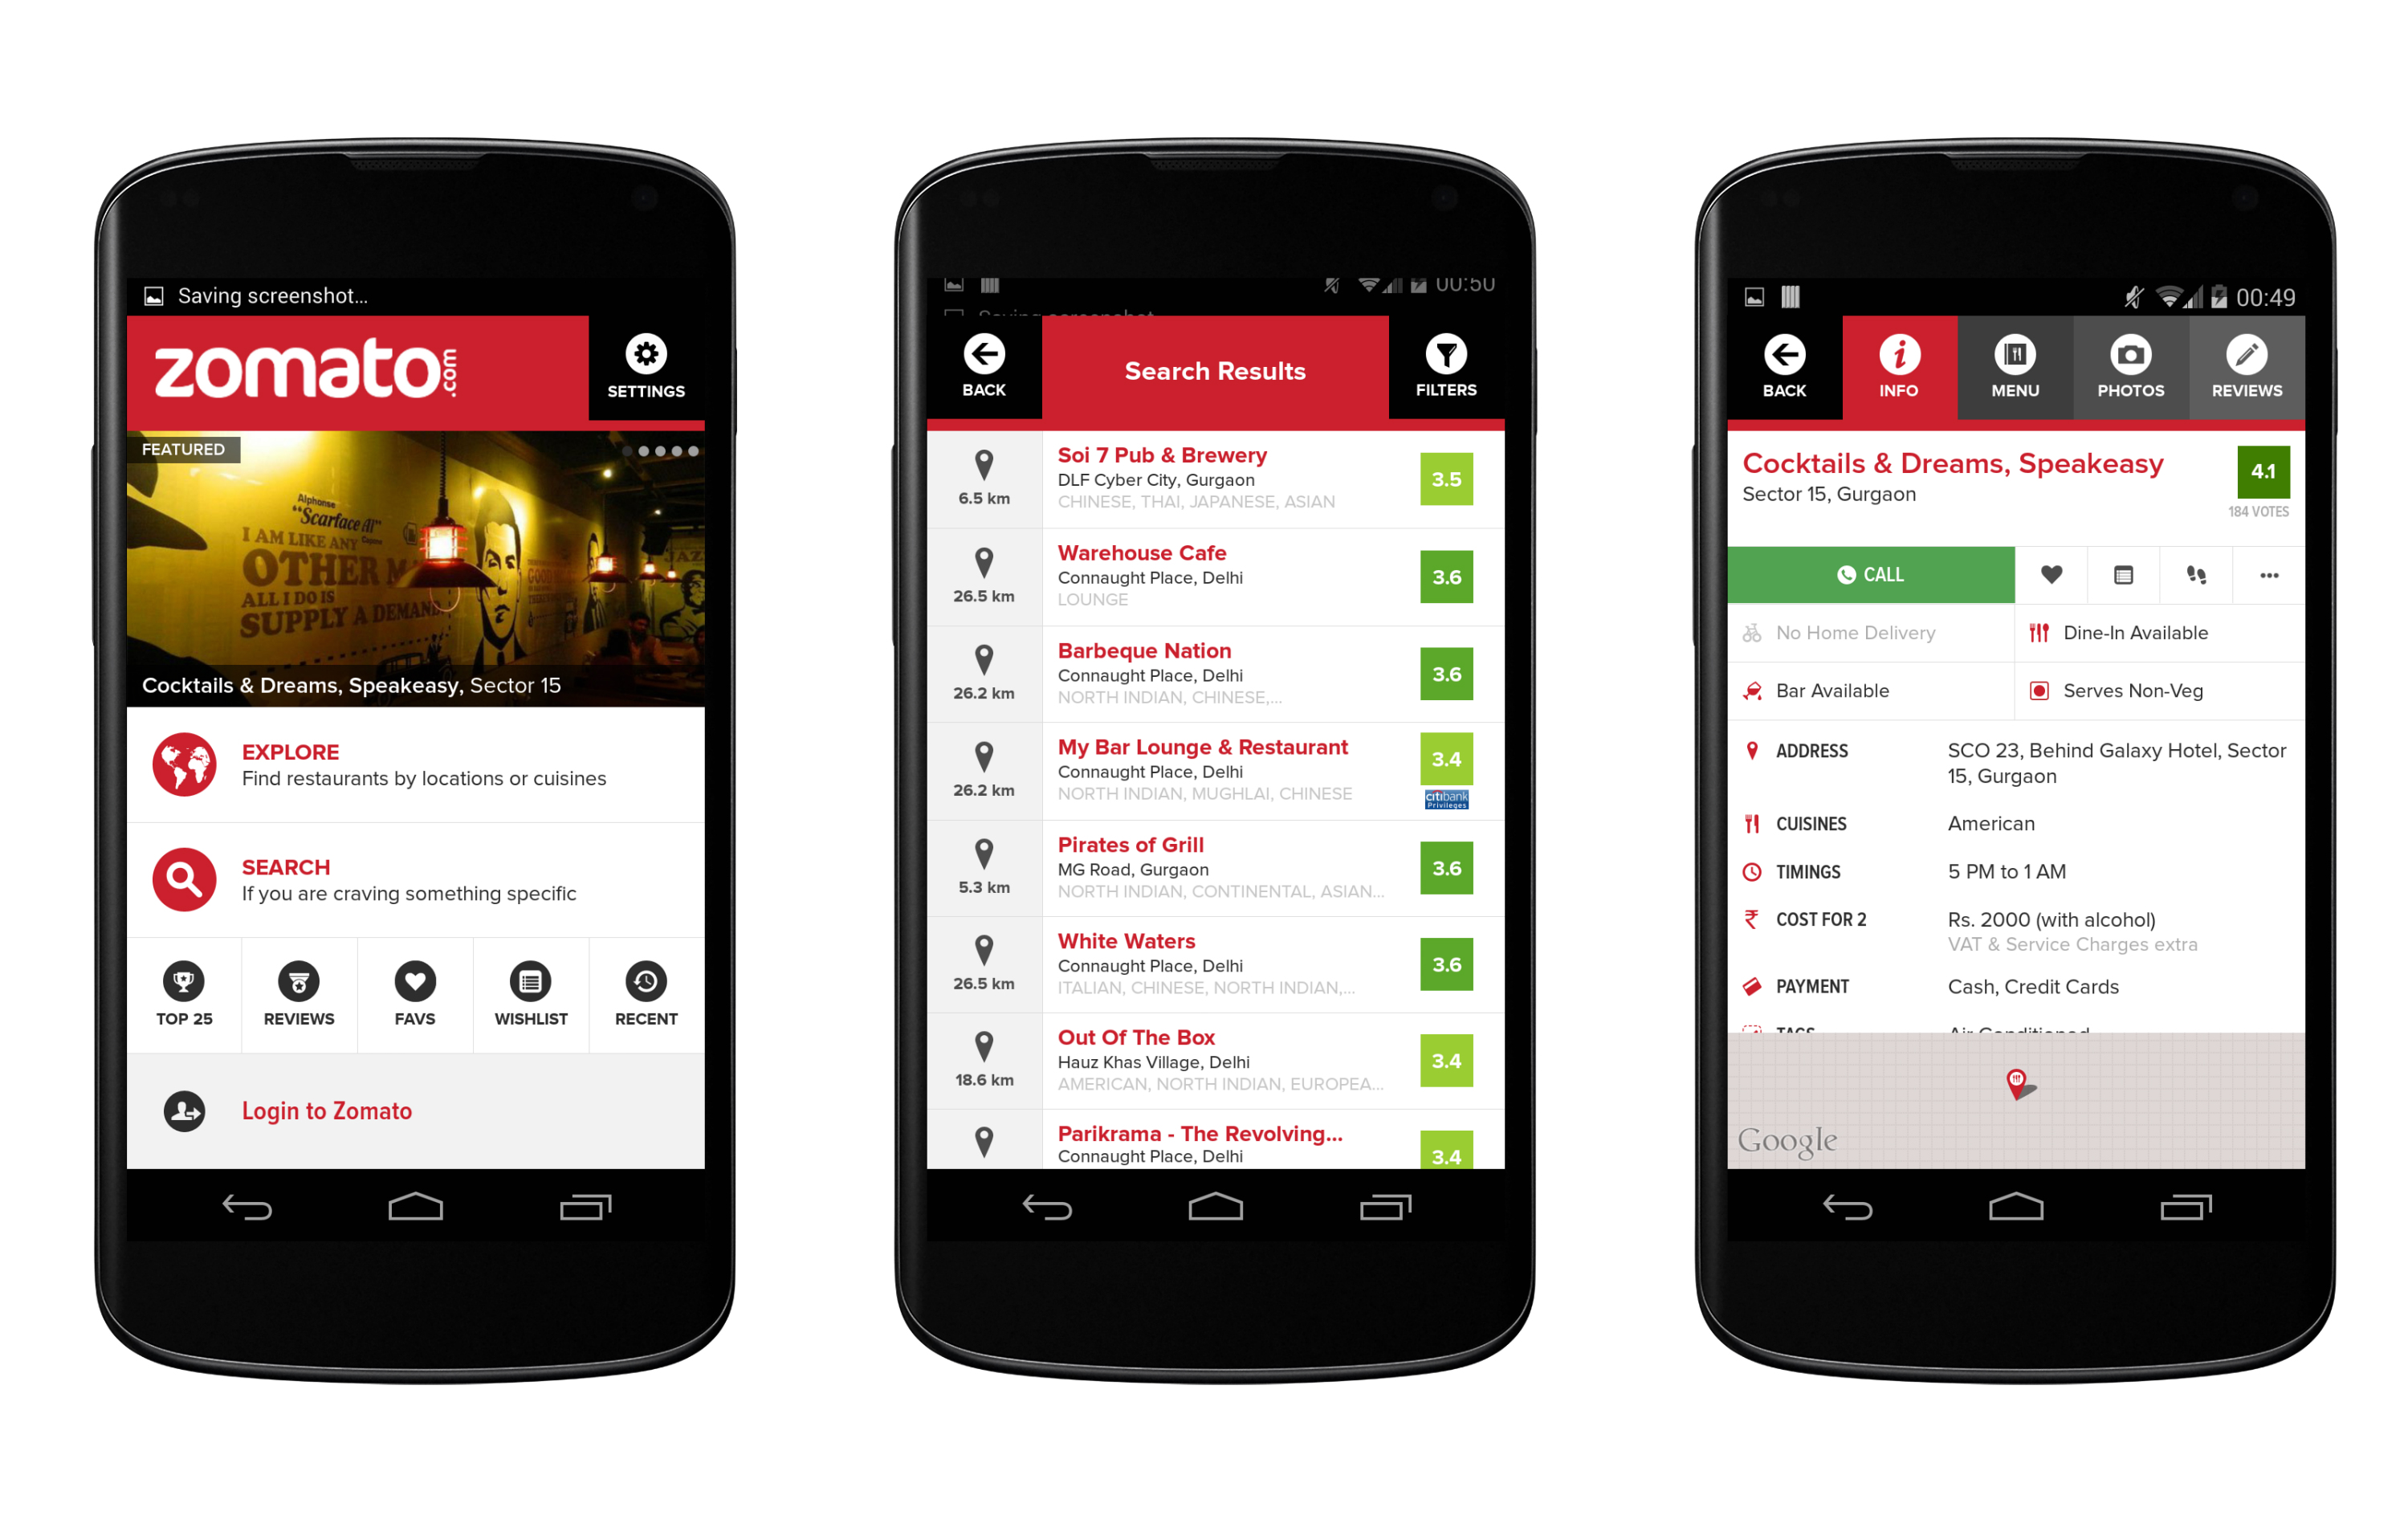 Saving screenshot...
zomato.com
SETTINGS
FEATURED
Alphonse
"Scarface Al"
Capone
I AM LIKE ANY
OTHER
ALL I DO IS
SUPPLY A DEMAND
Cocktails & Dreams, Speakeasy, Sector 15
EXPLORE
Find restaurants by locations or cuisines
SEARCH
If you are craving something specific
TOP 25
REVIEWS
FAVS
WISHLIST
RECENT
Login to Zomato
00:50
BACK
Search Results
FILTERS
Soi 7 Pub & Brewery
DLF Cyber City, Gurgaon
CHINESE, THAI, JAPANESE, ASIAN
6.5 km
3.5
Warehouse Cafe
Connaught Place, Delhi
LOUNGE
26.5 km
3.6
Barbeque Nation
Connaught Place, Delhi
NORTH INDIAN, CHINESE,...
26.2 km
3.6
My Bar Lounge & Restaurant
Connaught Place, Delhi
NORTH INDIAN, MUGHLAI, CHINESE
26.2 km
3.4
citibank
Privileges
Pirates of Grill
MG Road, Gurgaon
NORTH INDIAN, CONTINENTAL, ASIAN...
5.3 km
3.6
White Waters
Connaught Place, Delhi
ITALIAN, CHINESE, NORTH INDIAN,...
26.5 km
3.6
Out Of The Box
Hauz Khas Village, Delhi
AMERICAN, NORTH INDIAN, EUROPEA...
18.6 km
3.4
Parikrama - The Revolving...
Connaught Place, Delhi
3.4
00:49
BACK
INFO
MENU
PHOTOS
REVIEWS
Cocktails & Dreams, Speakeasy
Sector 15, Gurgaon
4.1
184 VOTES
CALL
No Home Delivery
Dine-In Available
Bar Available
Serves Non-Veg
ADDRESS
SCO 23, Behind Galaxy Hotel, Sector
15, Gurgaon
CUISINES
American
TIMINGS
5 PM to 1 AM
COST FOR 2
Rs. 2000 (with alcohol)
VAT & Service Charges extra
PAYMENT
Cash, Credit Cards
TAGS
Air Conditioned
Google